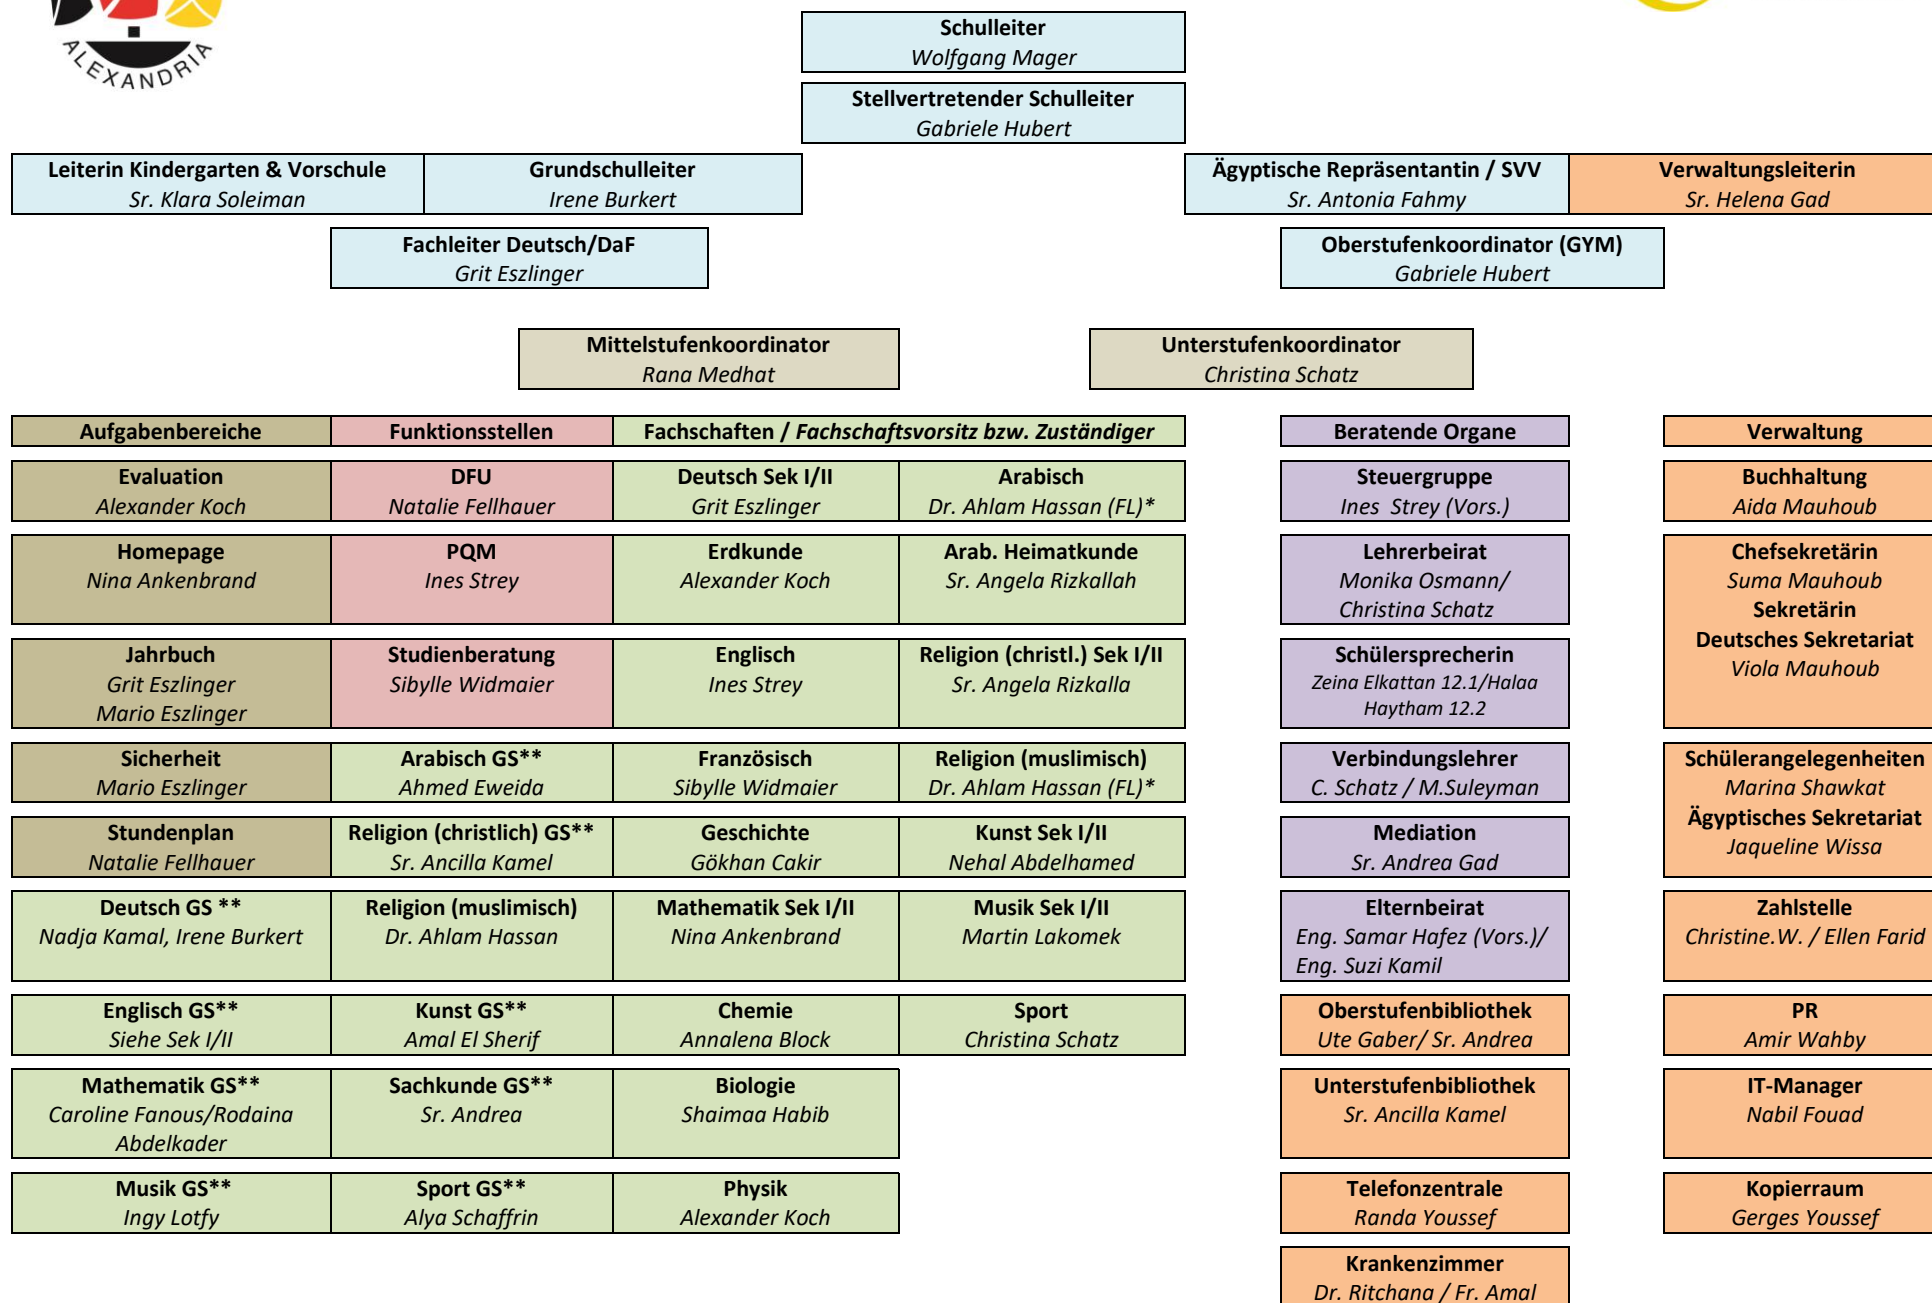 ALEXANDRIA
Schulleiter
Wolfgang Mager
Stellvertretender Schulleiter
Gabriele Hubert
Leiterin Kindergarten & Vorschule
Sr. Klara Soleiman
Grundschulleiter
Irene Burkert
Ägyptische Repräsentantin / SVV
Sr. Antonia Fahmy
Verwaltungsleiterin
Sr. Helena Gad
Fachleiter Deutsch/DaF
Grit Eszlinger
Oberstufenkoordinator (GYM)
Gabriele Hubert
Mittelstufenkoordinator
Rana Medhat
Unterstufenkoordinator
Christina Schatz
Aufgabenbereiche
Funktionsstellen
Fachschaften / Fachschaftsvorsitz bzw. Zuständiger
Beratende Organe
Verwaltung
Evaluation
Alexander Koch
DFU
Natalie Fellhauer
Deutsch Sek I/II
Grit Eszlinger
Arabisch
Dr. Ahlam Hassan (FL)*
Steuergruppe
Ines Strey (Vors.)
Buchhaltung
Aida Mauhoub
Homepage
Nina Ankenbrand
PQM
Ines Strey
Erdkunde
Alexander Koch
Arab. Heimatkunde
Sr. Angela Rizkallah
Lehrerbeirat
Monika Osmann/
Christina Schatz
Chefsekretärin
Suma Mauhoub
Sekretärin
Deutsches Sekretariat
Viola Mauhoub
Jahrbuch
Grit Eszlinger
Mario Eszlinger
Studienberatung
Sibylle Widmaier
Englisch
Ines Strey
Religion (christl.) Sek I/II
Sr. Angela Rizkalla
Schülersprecherin
Zeina Elkattan 12.1/Halaa
Haytham 12.2
Sicherheit
Mario Eszlinger
Arabisch GS**
Ahmed Eweida
Französisch
Sibylle Widmaier
Religion (muslimisch)
Dr. Ahlam Hassan (FL)*
Verbindungslehrer
C. Schatz / M.Suleyman
Schülerangelegenheiten
Marina Shawkat
Ägyptisches Sekretariat
Jaqueline Wissa
Stundenplan
Natalie Fellhauer
Religion (christlich) GS**
Sr. Ancilla Kamel
Geschichte
Gökhan Cakir
Kunst Sek I/II
Nehal Abdelhamed
Mediation
Sr. Andrea Gad
Deutsch GS **
Nadja Kamal, Irene Burkert
Religion (muslimisch)
Dr. Ahlam Hassan
Mathematik Sek I/II
Nina Ankenbrand
Musik Sek I/II
Martin Lakomek
Elternbeirat
Eng. Samar Hafez (Vors.)/
Eng. Suzi Kamil
Zahlstelle
Christine.W. / Ellen Farid
Englisch GS**
Siehe Sek I/II
Kunst GS**
Amal El Sherif
Chemie
Annalena Block
Sport
Christina Schatz
Oberstufenbibliothek
Ute Gaber/ Sr. Andrea
PR
Amir Wahby
Mathematik GS**
Caroline Fanous/Rodaina
Abdelkader
Sachkunde GS**
Sr. Andrea
Biologie
Shaimaa Habib
Unterstufenbibliothek
Sr. Ancilla Kamel
IT-Manager
Nabil Fouad
Musik GS**
Ingy Lotfy
Sport GS**
Alya Schaffrin
Physik
Alexander Koch
Telefonzentrale
Randa Youssef
Kopierraum
Gerges Youssef
Krankenzimmer
Dr. Ritchana / Fr. Amal